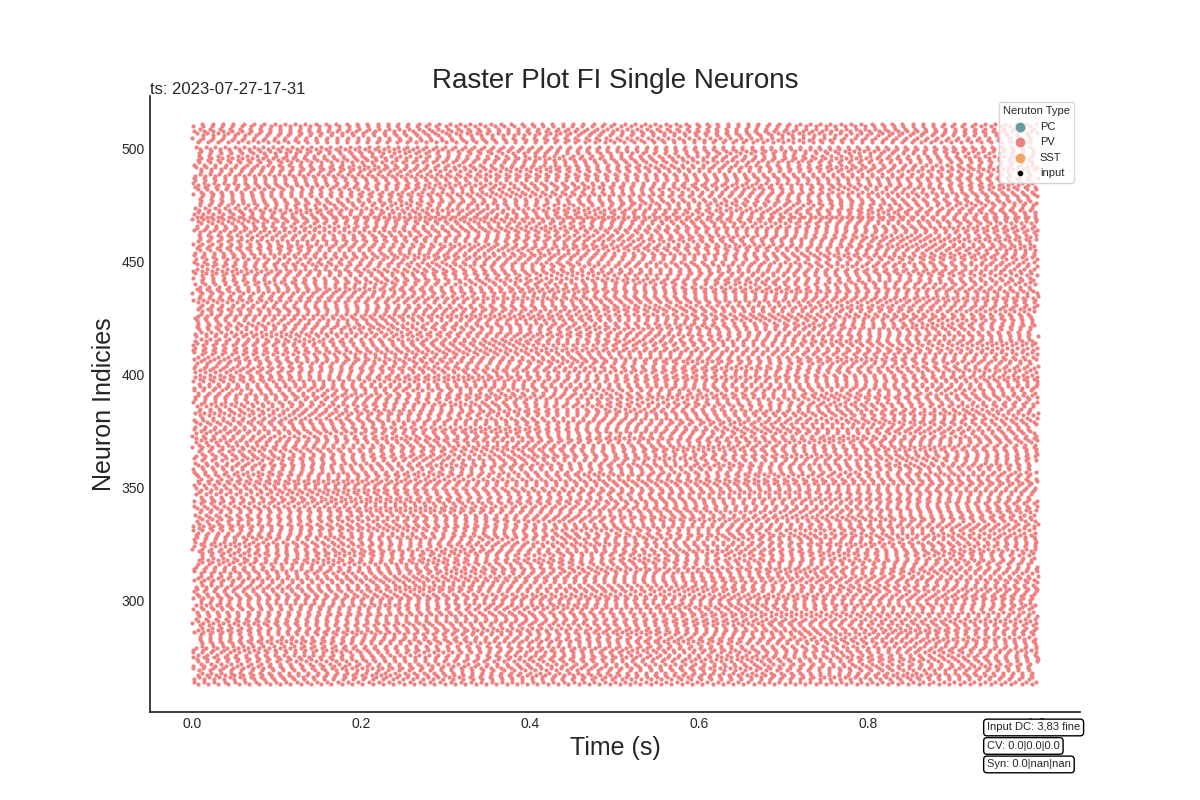 Raster Plot FI Single Neurons
ts: 2023-07-27-17-31
Neruton Type
PC
PV
SST
input
500
450
400
350
300
Neuron Indicies
0.0 0.2 0.4 0.6 0.8
Time (s)
Input DC: 3,83 fine
CV: 0.0|0.0|0.0
Syn: 0.0|nan|nan